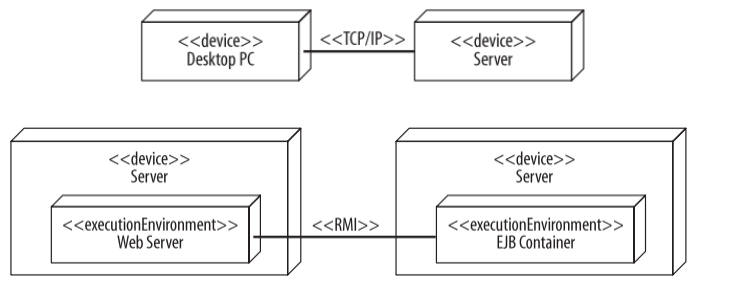 <<device>>
Desktop PC
<<TCP/IP>>
<<device>>
Server
<<device>>
Server
<<executionEnvironment>>
Web Server
<<RMI>>
<<device>>
Server
<<executionEnvironment>>
EJB Container